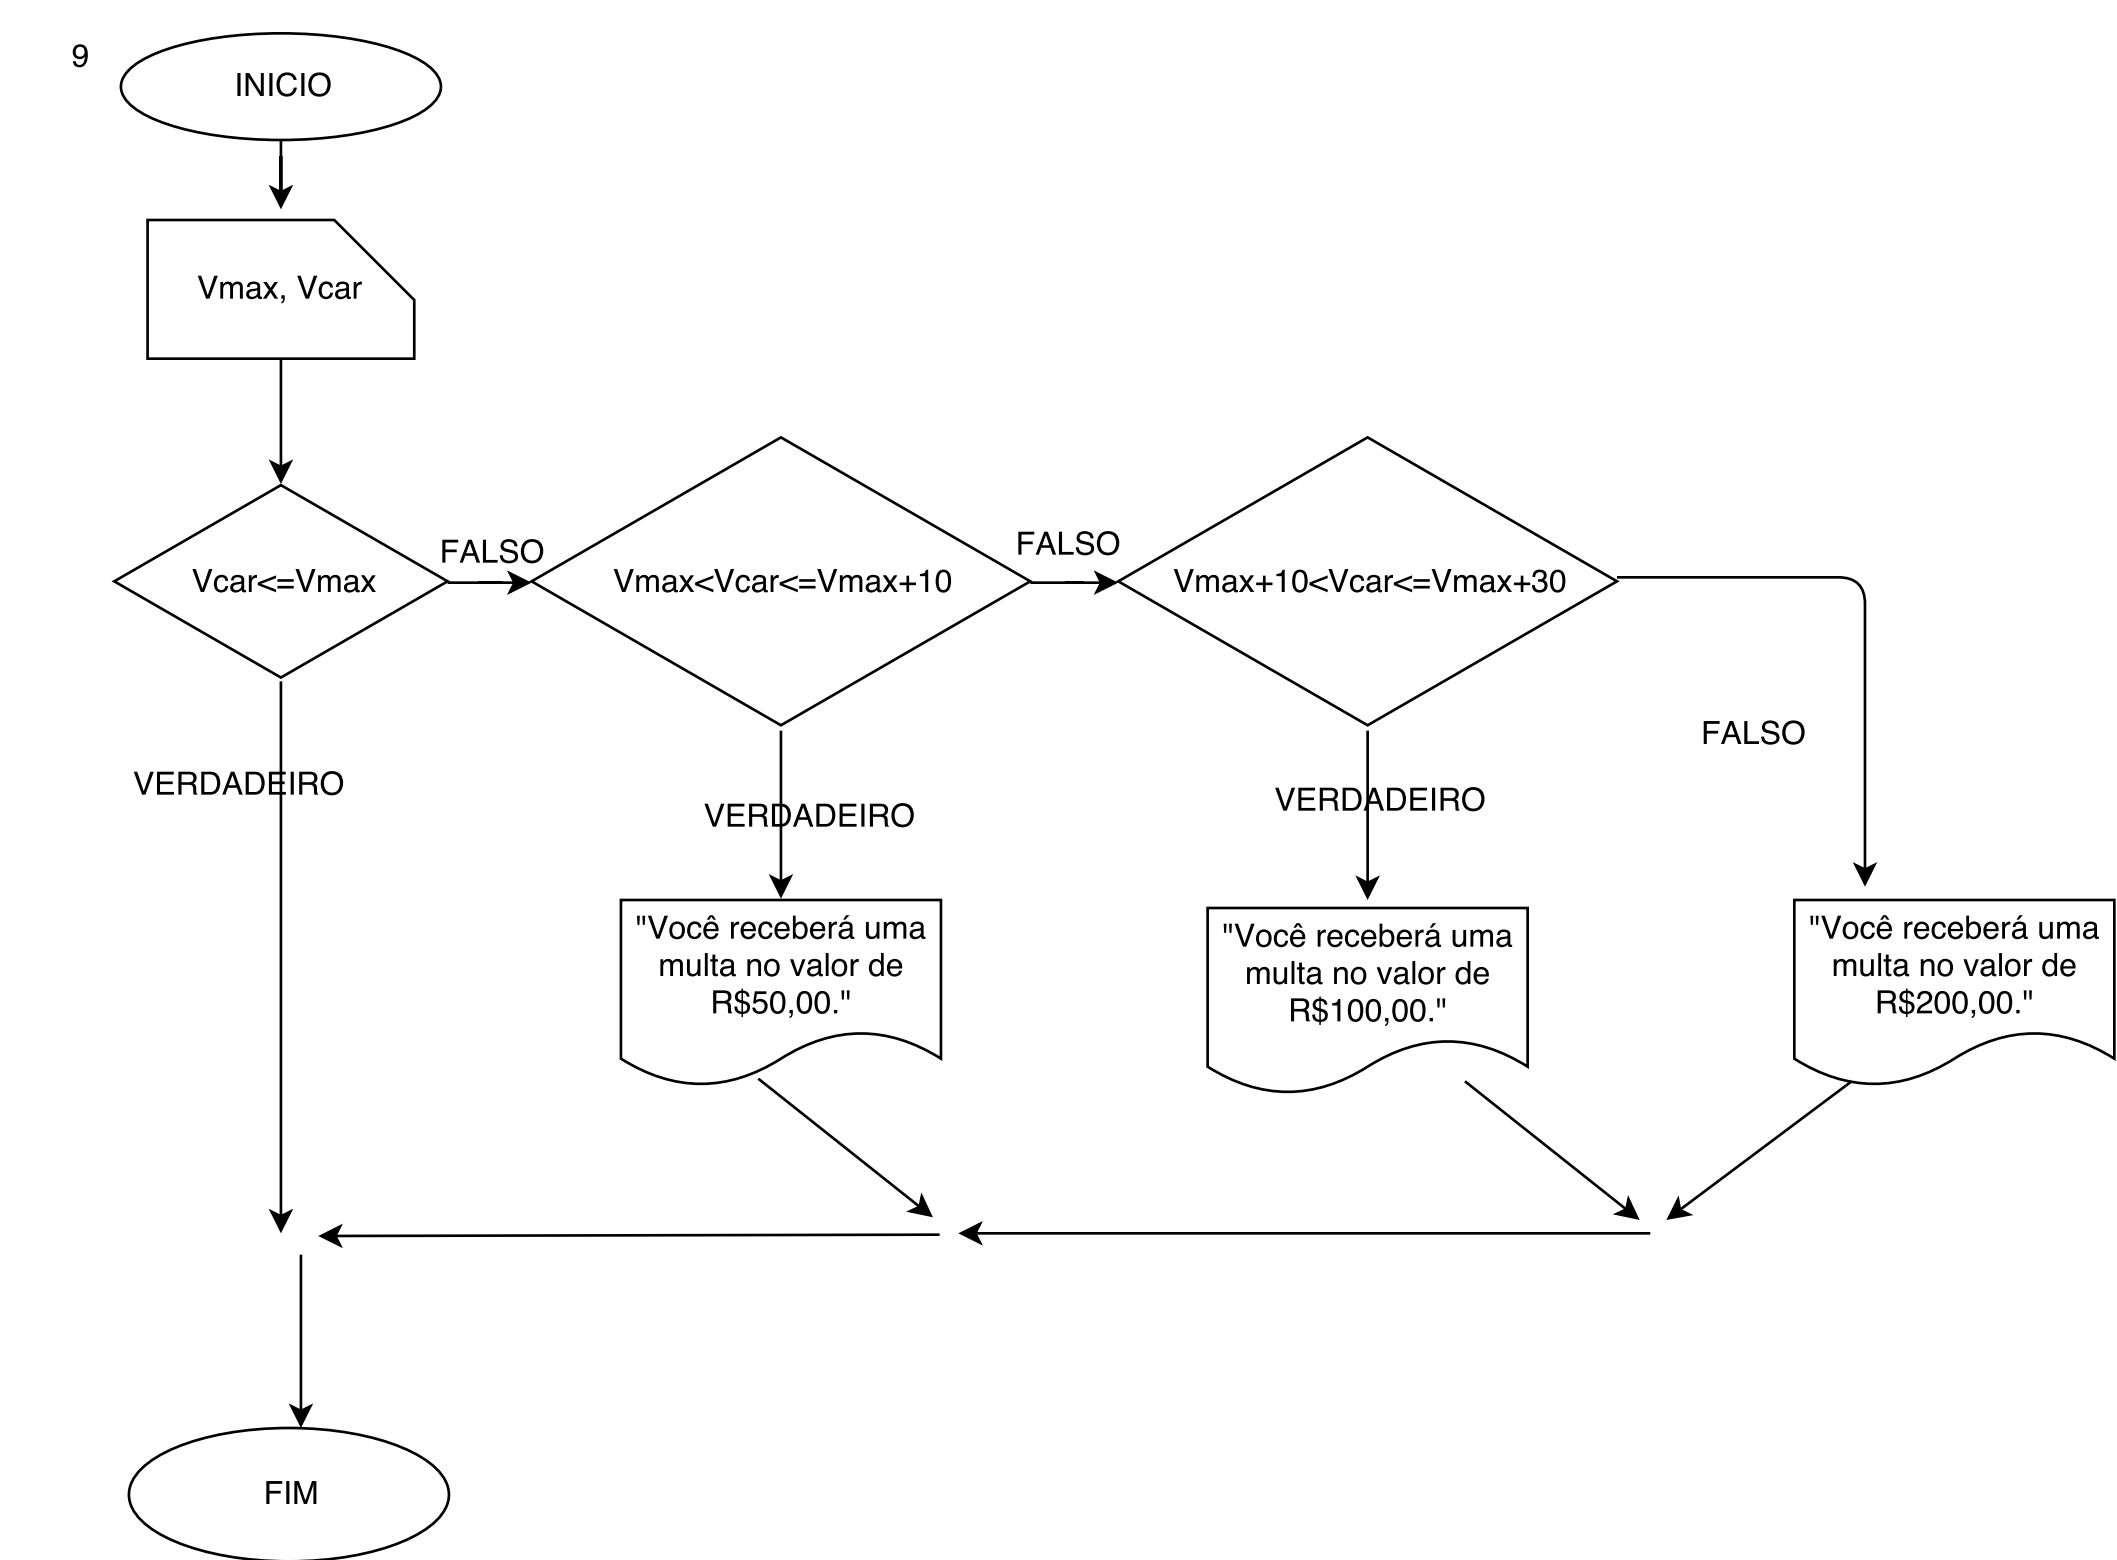 9
INICIO
Vmax, Vcar
Vcar<=Vmax
FALSO
Vmax<Vcar<=Vmax+10
FALSO
Vmax+10<Vcar<=Vmax+30
FALSO
VERDADEIRO
VERDADEIRO
VERDADEIRO
"Você receberá uma
multa no valor de
R$50,00."
"Você receberá uma
multa no valor de
R$100,00."
"Você receberá uma
multa no valor de
R$200,00."
FIM